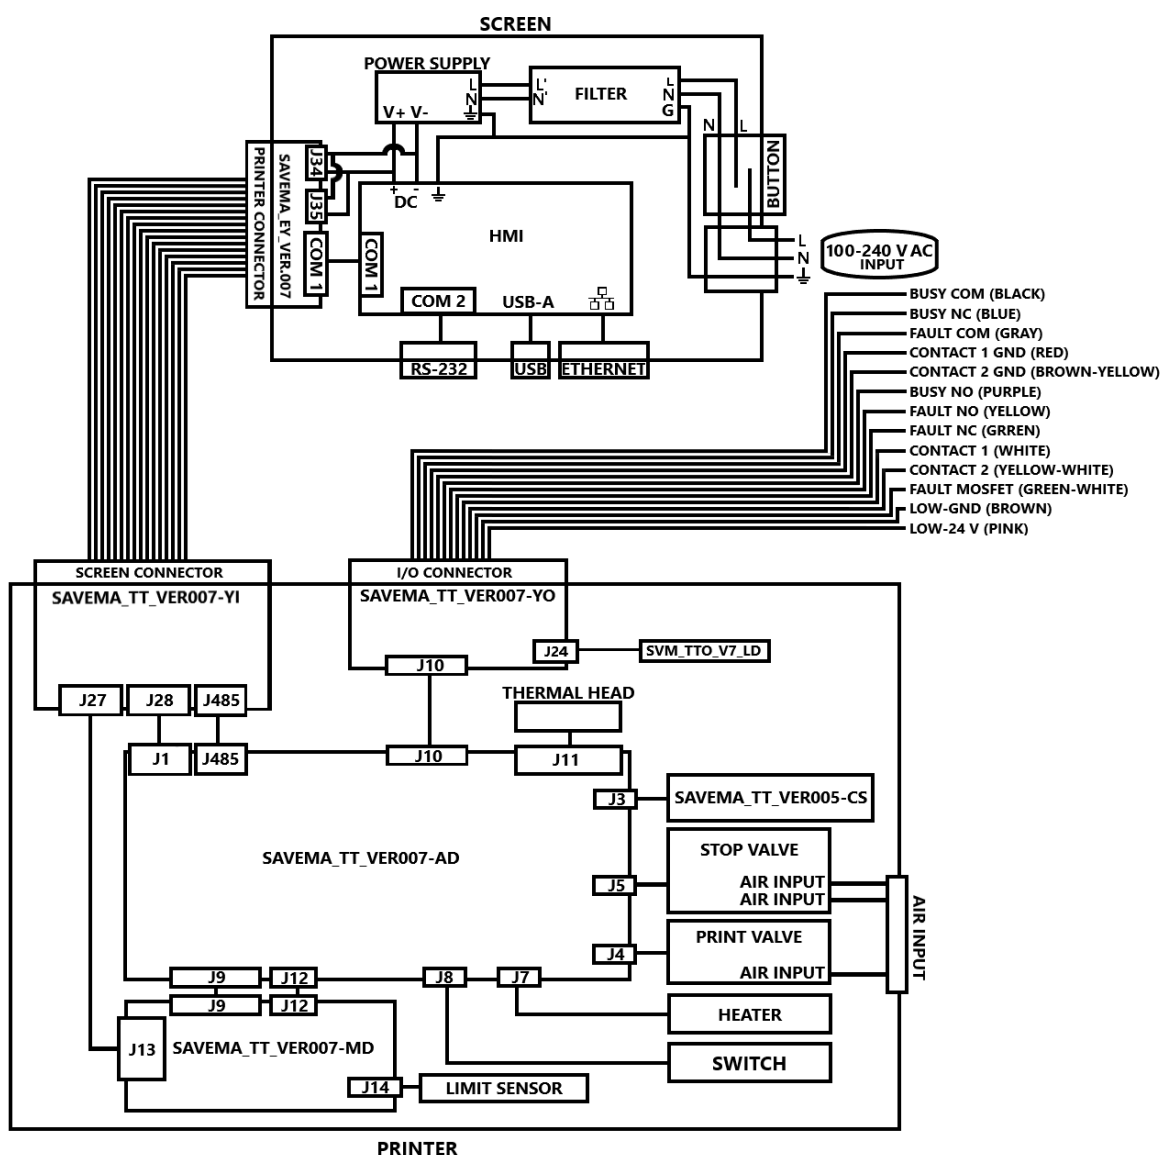 SCREEN
POWER SUPPLY
L
N
V+ V-
L'
N'
FILTER
L
N
G
N
L
BUTTON
PRINTER CONNECTOR
SAVEMA_EY_VER.007
J34
J35
COM 1
COM 1
+
-
DC
HMI
COM 2
USB-A
RS-232
USB
ETHERNET
L
N
100-240 V AC
INPUT
BUSY COM (BLACK)
BUSY NC (BLUE)
FAULT COM (GRAY)
CONTACT 1 GND (RED)
CONTACT 2 GND (BROWN-YELLOW)
BUSY NO (PURPLE)
FAULT NO (YELLOW)
FAULT NC (GRREN)
CONTACT 1 (WHITE)
CONTACT 2 (YELLOW-WHITE)
FAULT MOSFET (GREEN-WHITE)
LOW-GND (BROWN)
LOW-24 V (PINK)
SCREEN CONNECTOR
SAVEMA_TT_VER007-YI
J27
J28
J485
I/O CONNECTOR
SAVEMA_TT_VER007-YO
J24
SVM_TTO_V7_LD
J10
THERMAL HEAD
J1
J485
J10
J11
J3
SAVEMA_TT_VER005-CS
SAVEMA_TT_VER007-AD
STOP VALVE
J5
AIR INPUT
AIR INPUT
PRINT VALVE
J4
AIR INPUT
AIR INPUT
J9
J12
J8
J7
J9
J12
HEATER
J13
SAVEMA_TT_VER007-MD
SWITCH
J14
LIMIT SENSOR
PRINTER